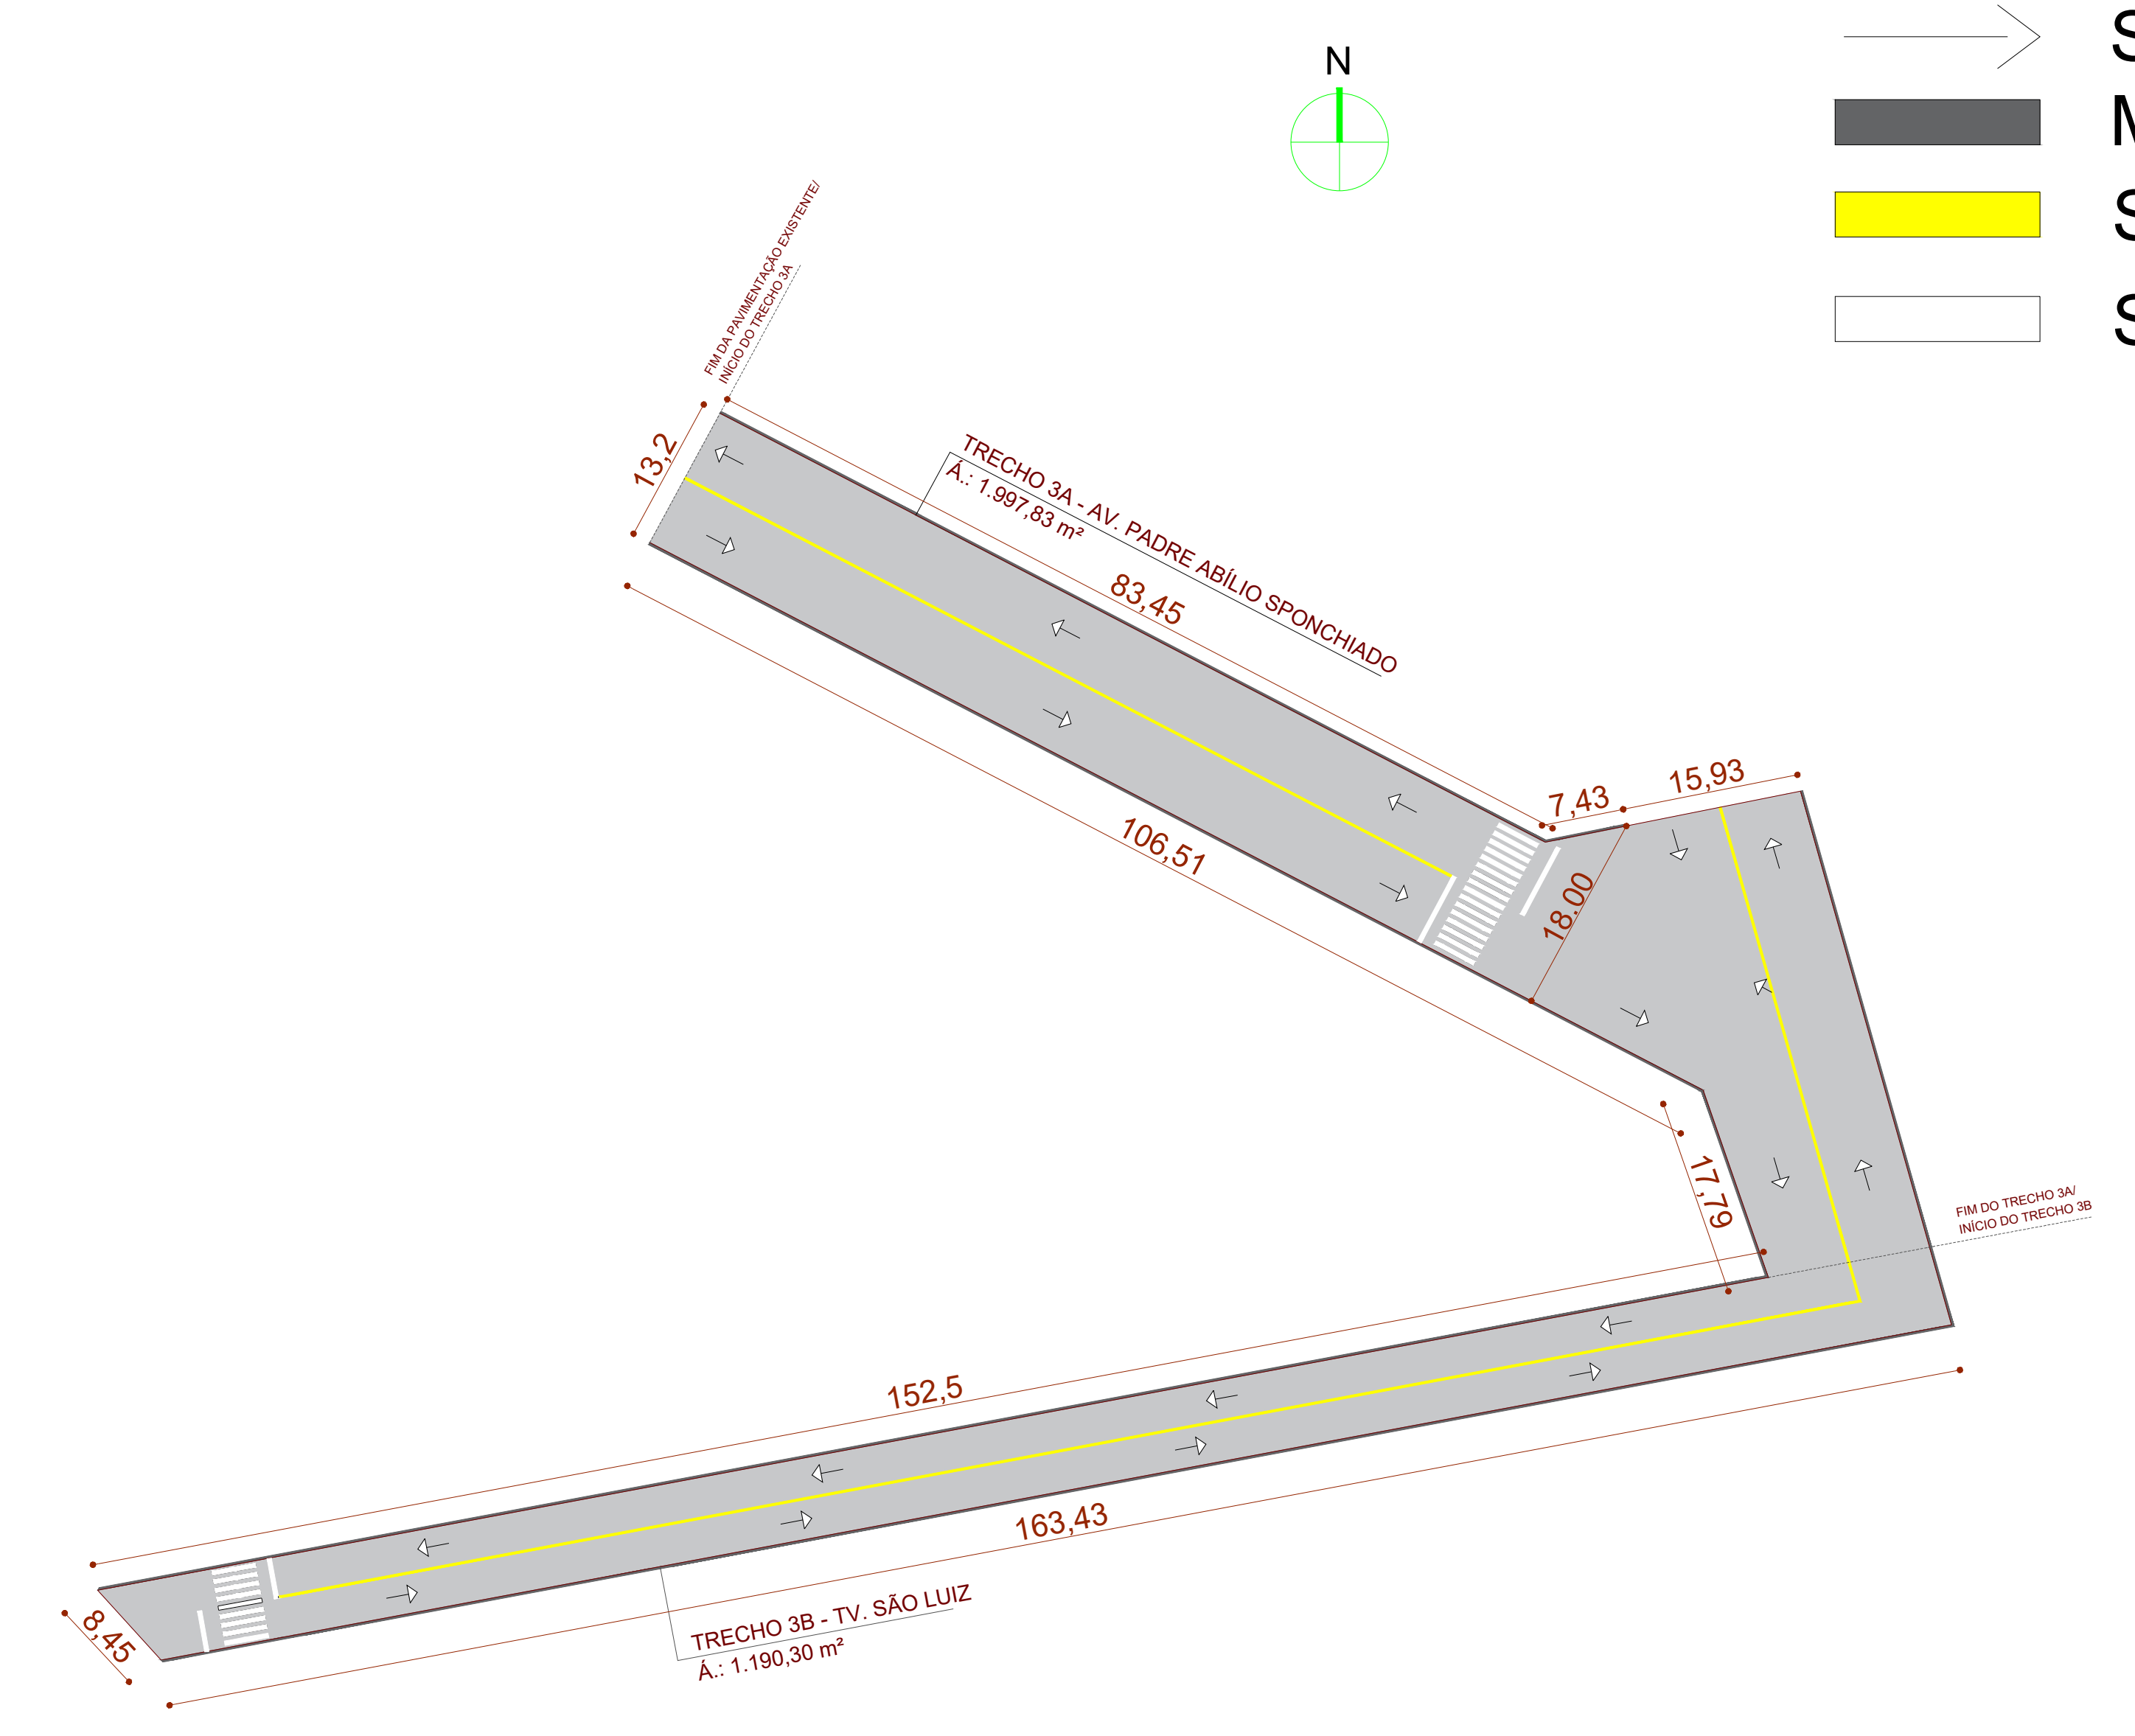 S
N
M
S
S
FIM DA PAVIMENTAÇÃO EXISTENTE/
INÍCIO DO TRECHO 3A
13,2
TRECHO 3A - AV. PADRE ABÍLIO SPONCHIADO
Á.: 1.997,83 m²
83,45
106,51
7,43
15,93
18.00
17,79
FIM DO TRECHO 3A/
INÍCIO DO TRECHO 3B
152,5
163,43
8,45
TRECHO 3B - TV. SÃO LUIZ
Á.: 1.190,30 m²